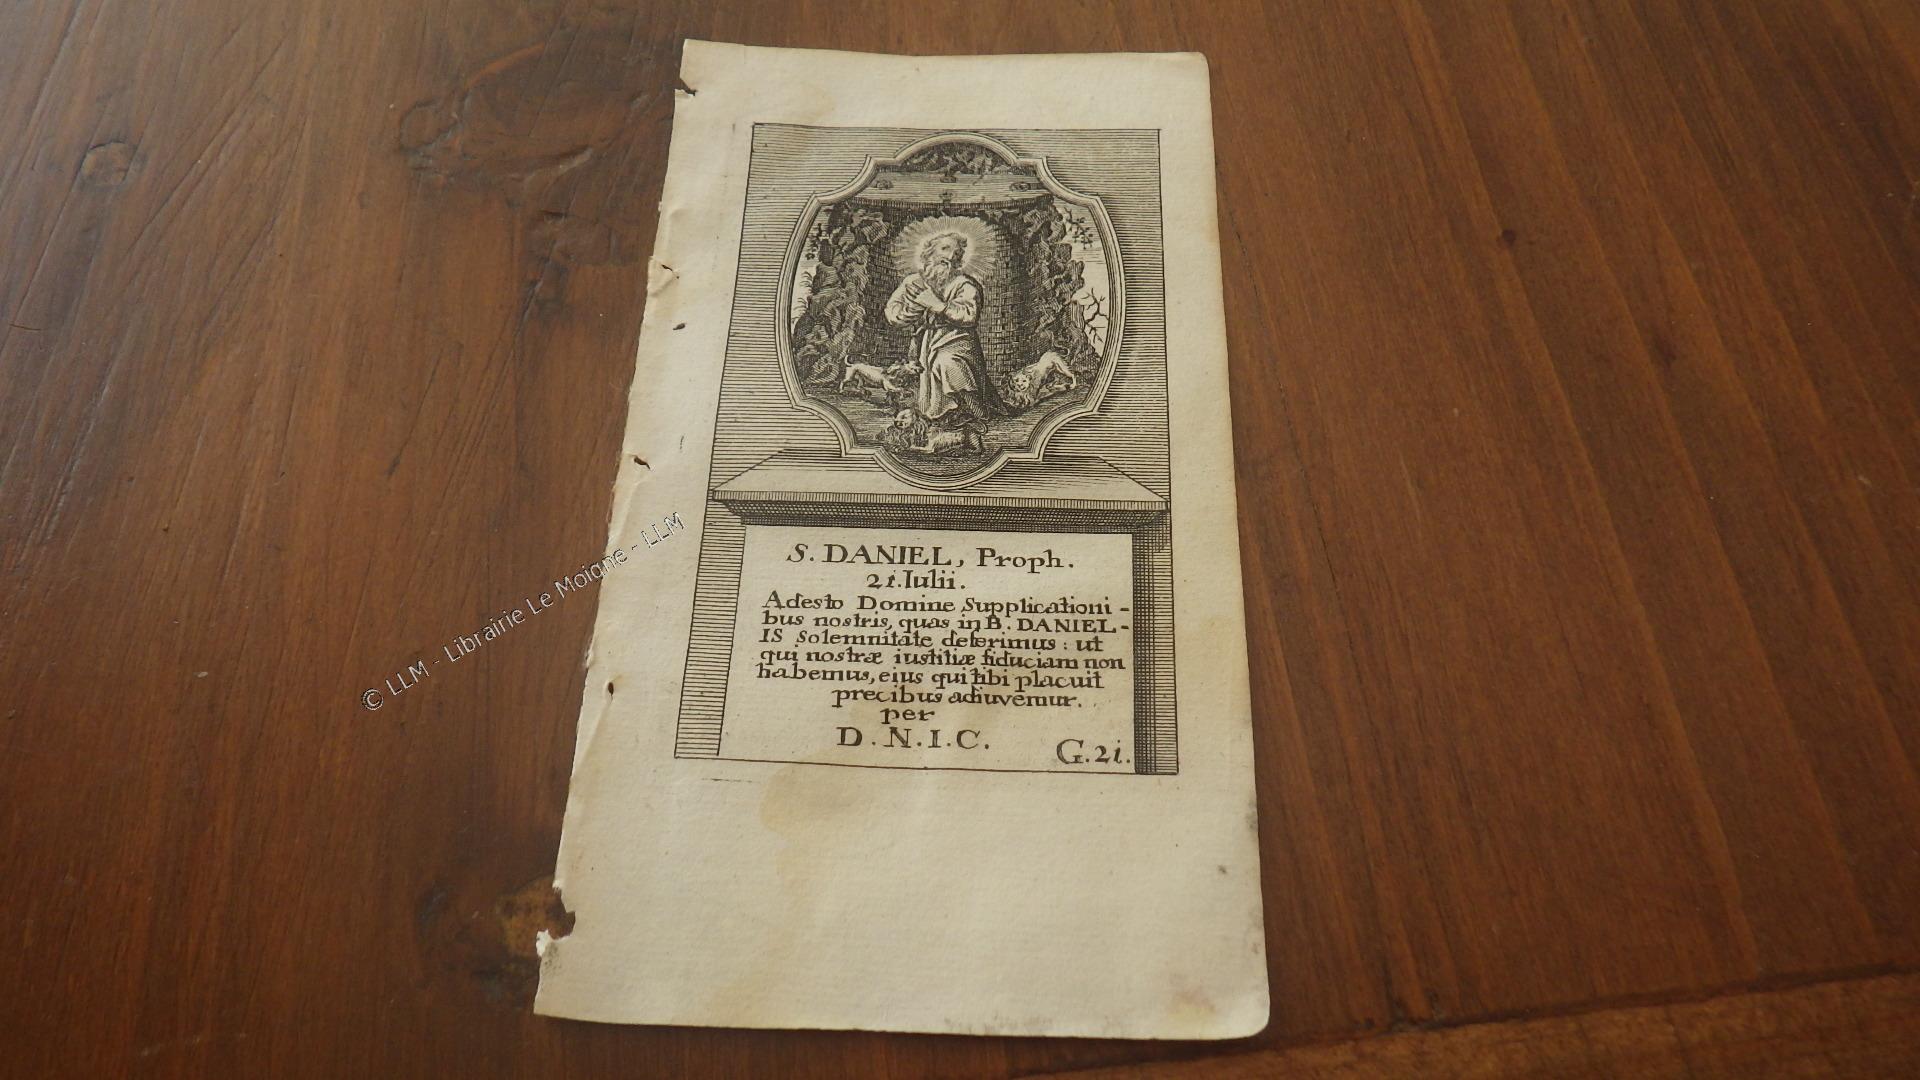 S. DANIEL, Proph.
21. Iulii.
Adesto Domine Supplicationi-
bus nostris, quas in B. DANIEL-
IS Solemnitate deferimus: ut
qui nostræ iustitiæ fiduciam non
habemus, eius qui tibi placuit
precibus adiuvemur.
per
D. N. I. C.
G. 21.
© LLM - Librairie Le Moigne - LLM